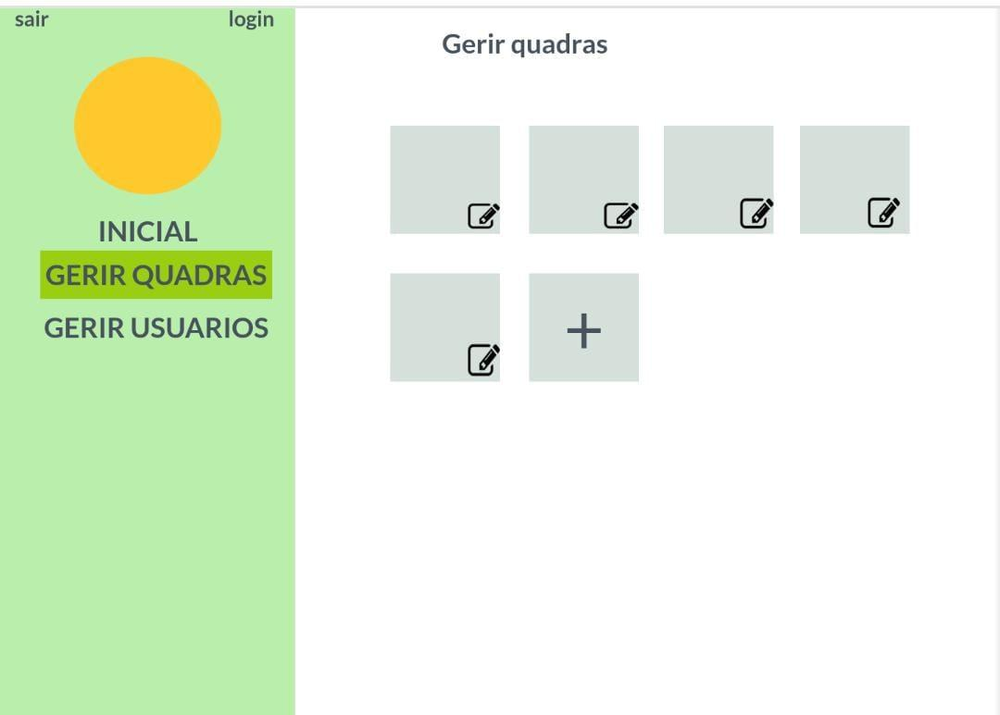 sair
login
INICIAL
GERIR QUADRAS
GERIR USUARIOS
Gerir quadras
+